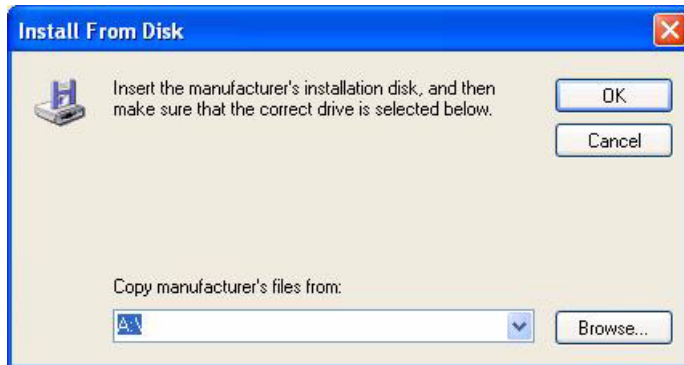 Install From Disk
Insert the manufacturer's installation disk, and then
make sure that the correct drive is selected below.
OK
Cancel
Copy manufacturer's files from:
A:\
Browse...